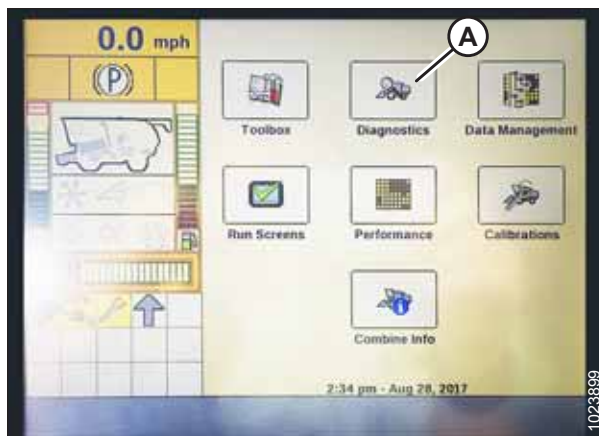 0.0 mph
A
(P)
Toolbox
Diagnostics
Data Management
Run Screens
Performance
Calibrations
Combine Info
2:34 pm - Aug 28, 2017
1023899